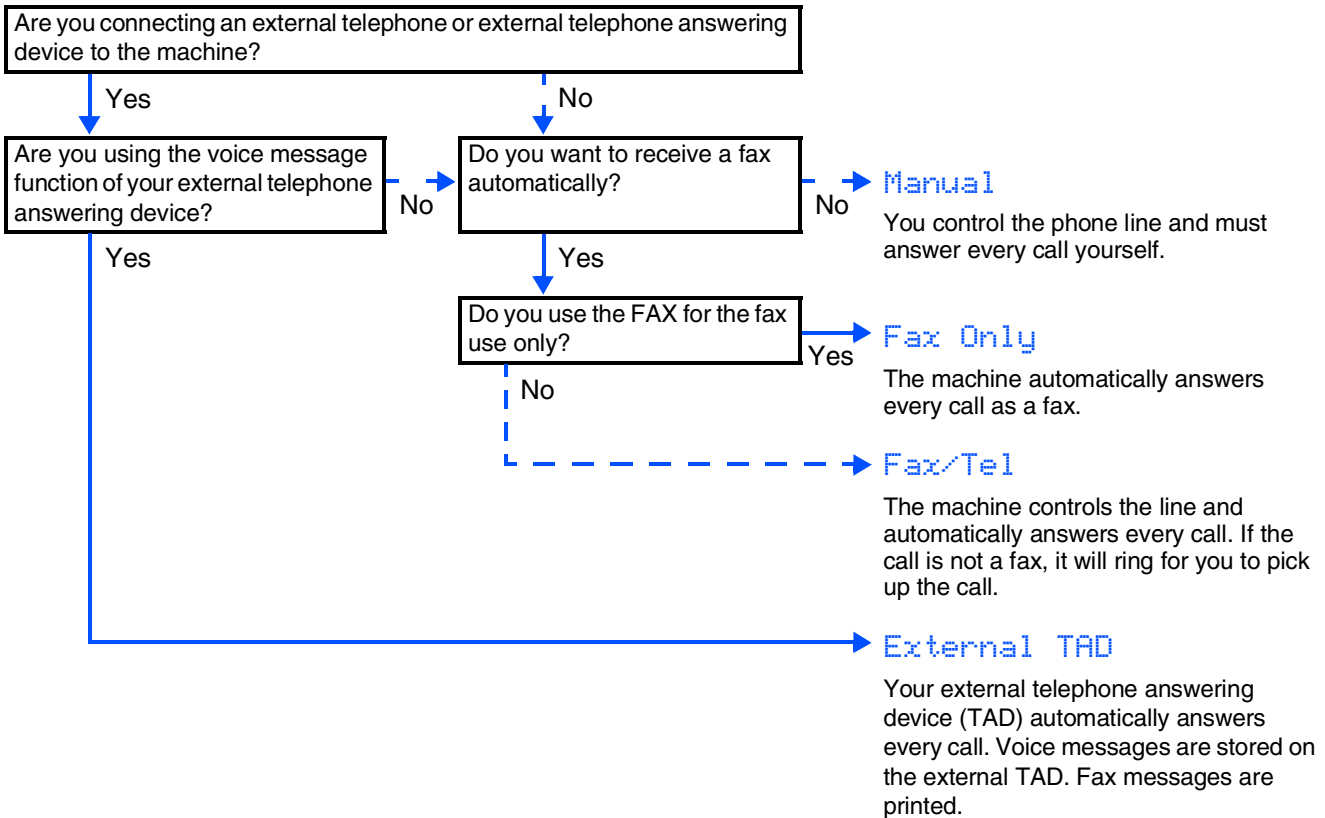 Are you connecting an external telephone or external telephone answering
device to the machine?
Yes
No
Are you using the voice message
function of your external telephone
answering device?
No
Do you want to receive a fax
automatically?
No
Manual
You control the phone line and must
answer every call yourself.
Yes
Yes
Do you use the FAX for the fax
use only?
Yes
Fax Only
The machine automatically answers
every call as a fax.
No
Fax/Tel
The machine controls the line and
automatically answers every call. If the
call is not a fax, it will ring for you to pick
up the call.
External TAD
Your external telephone answering
device (TAD) automatically answers
every call. Voice messages are stored on
the external TAD. Fax messages are
printed.